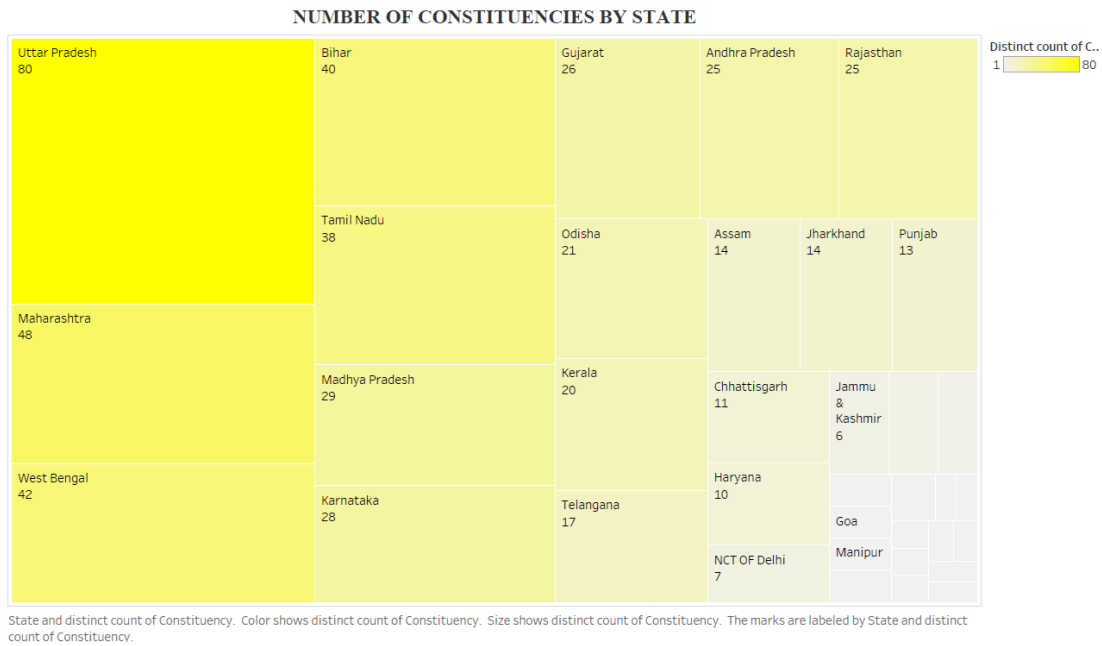 NUMBER OF CONSTITUENCIES BY STATE
Uttar Pradesh
80
Bihar
40
Gujarat
26
Andhra Pradesh
25
Rajasthan
25
Distinct count of C..
1
80
Tamil Nadu
38
Odisha
21
Assam
14
Jharkhand
14
Punjab
13
Maharashtra
48
Madhya Pradesh
29
Kerala
20
Chhattisgarh
11
Jammu
&
Kashmir
6
West Bengal
42
Karnataka
28
Telangana
17
Haryana
10
Goa
Manipur
NCT OF Delhi
7
State and distinct count of Constituency.  Color shows distinct count of Constituency.  Size shows distinct count of Constituency.  The marks are labeled by State and distinct
count of Constituency.